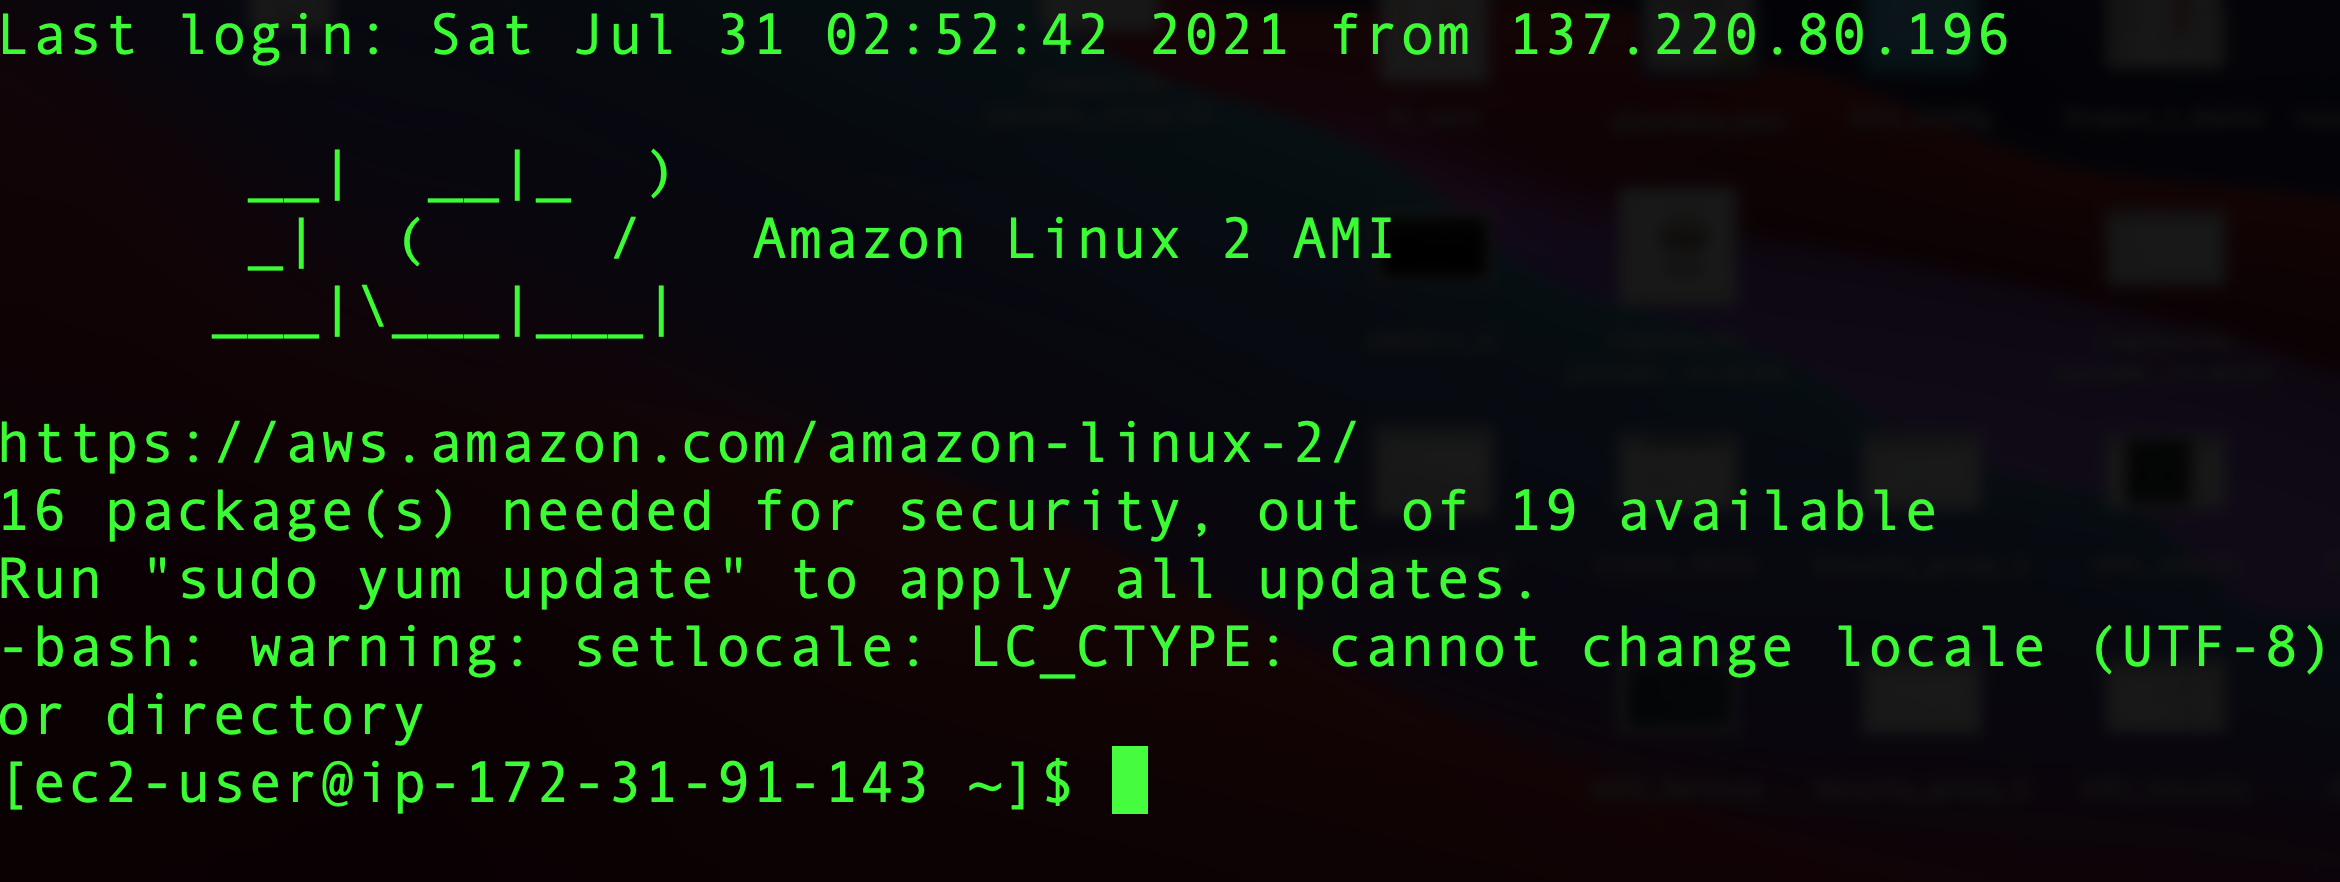 Last login: Sat Jul 31 02:52:42 2021 from 137.220.80.196
       __|  __|_  )
       _|  (     /   Amazon Linux 2 AMI
      ___|\___|___|
https://aws.amazon.com/amazon-linux-2/
16 package(s) needed for security, out of 19 available
Run "sudo yum update" to apply all updates.
-bash: warning: setlocale: LC_CTYPE: cannot change locale (UTF-8)
or directory
[ec2-user@ip-172-31-91-143 ~]$